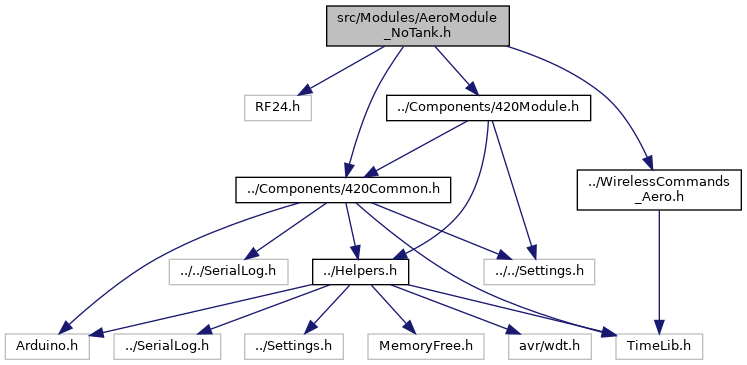 src/Modules/AeroModule
_NoTank.h
RF24.h
../Components/420Module.h
../Components/420Common.h
../WirelessCommands
_Aero.h
../../SerialLog.h
../Helpers.h
../../Settings.h
Arduino.h
../SerialLog.h
../Settings.h
MemoryFree.h
avr/wdt.h
TimeLib.h